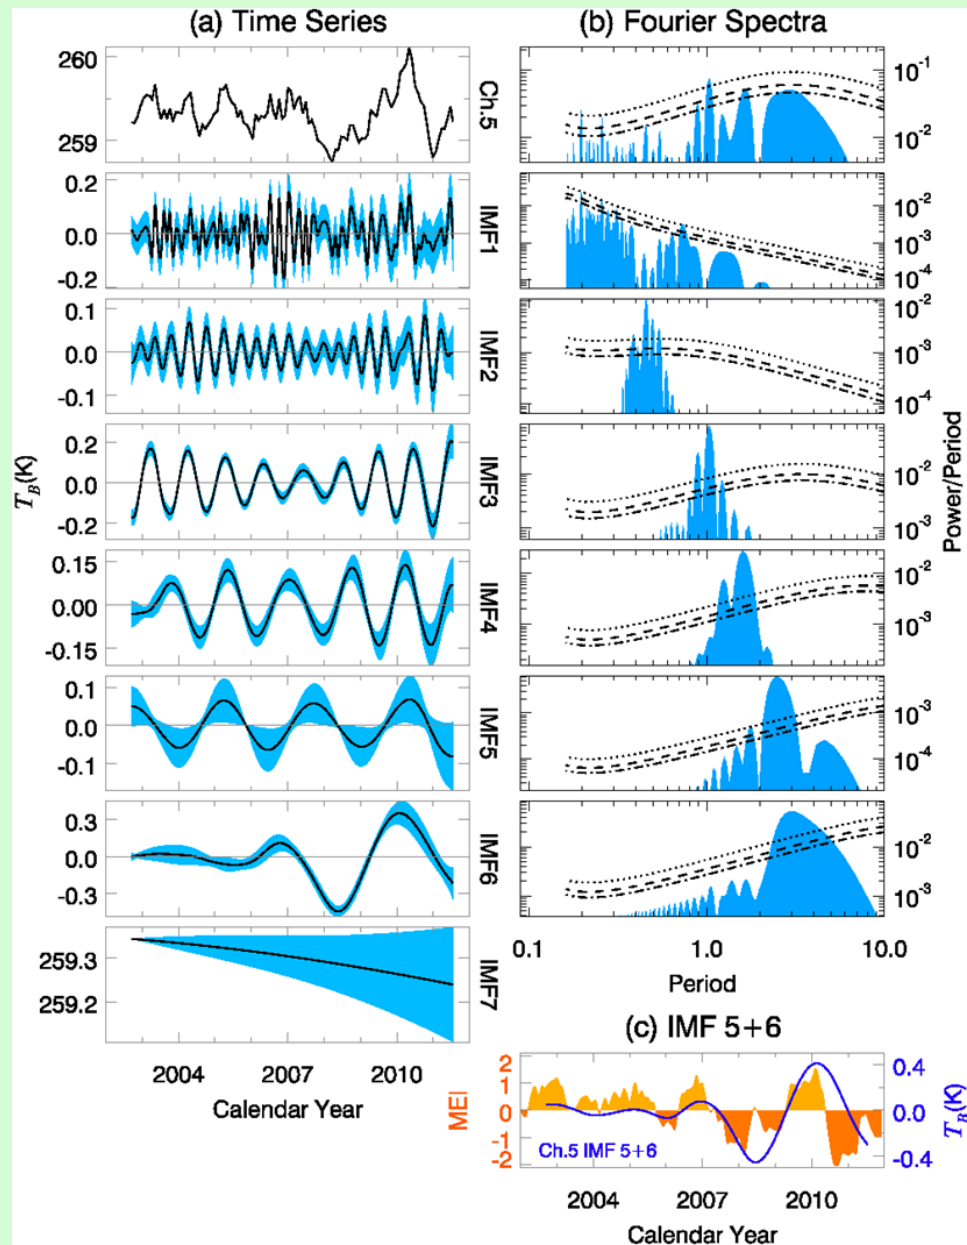 (a) Time Series
(b) Fourier Spectra
260
259
Ch.5
10⁻¹
10⁻²
0.2
0.0
-0.2
IMF1
10⁻²
10⁻³
10⁻⁴
0.1
0.0
-0.1
IMF2
10⁻²
10⁻³
10⁻⁴
0.2
0.0
-0.2
IMF3
10⁻²
10⁻³
T_B(K)
Power/Period
0.15
0.00
-0.15
IMF4
10⁻²
10⁻³
0.1
0.0
-0.1
IMF5
10⁻³
10⁻⁴
0.3
0.0
-0.3
IMF6
10⁻²
10⁻³
0.1
1.0
10.0
Period
259.3
259.2
IMF7
2004
2007
2010
Calendar Year
(c) IMF 5+6
2
1
0
-1
-2
MEI
0.4
0.0
-0.4
T_B(K)
Ch.5 IMF 5+6
2004
2007
2010
Calendar Year